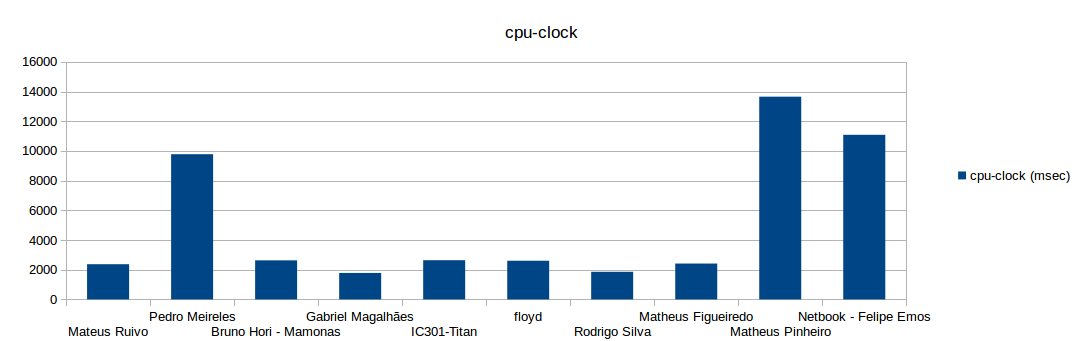 cpu-clock
16000
14000
12000
10000
8000
6000
4000
2000
0
cpu-clock (msec)
Mateus Ruivo
Pedro Meireles
Bruno Hori - Mamonas
Gabriel Magalhães
IC301-Titan
floyd
Rodrigo Silva
Matheus Figueiredo
Matheus Pinheiro
Netbook - Felipe Emos